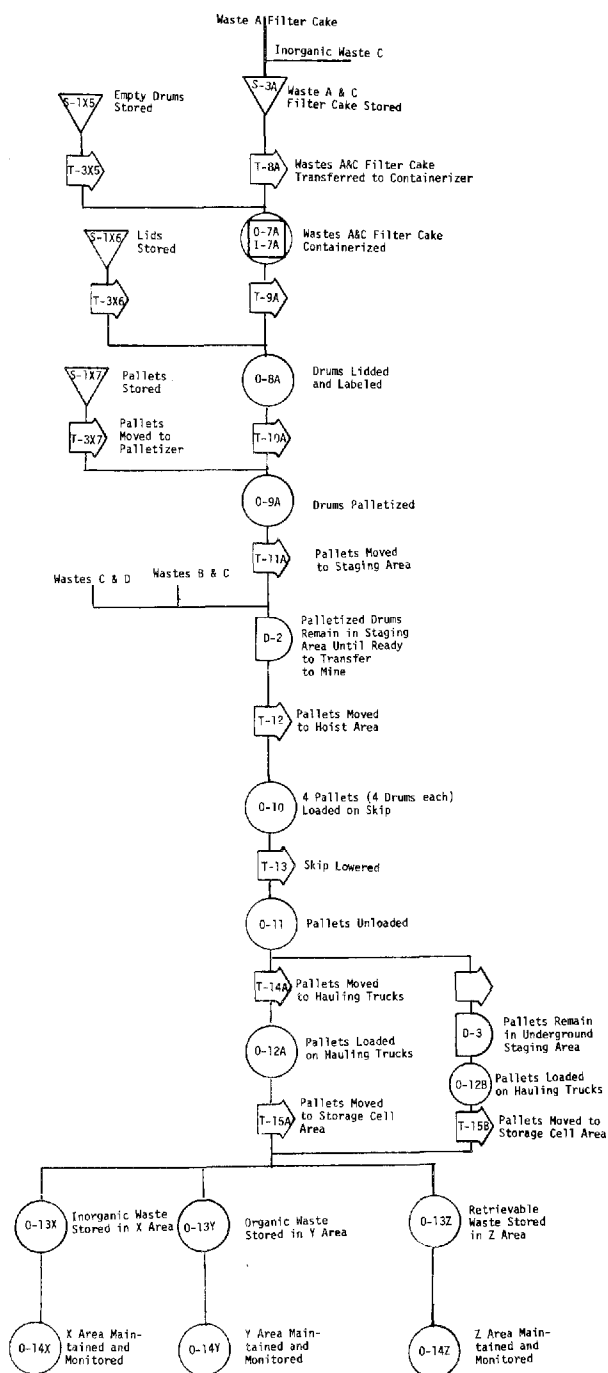 Waste A Filter Cake
Inorganic Waste C
S-1X5
Empty Drums
Stored
S-3A
Waste A & C
Filter Cake Stored
T-3X5
T-8A
Wastes A&C Filter Cake
Transferred to Containerizer
S-1X6
Lids
Stored
O-7A
I-7A
Wastes A&C Filter Cake
Containerized
T-3X6
T-9A
O-8A
Drums Lidded
and Labeled
S-1X7
Pallets
Stored
T-3X7
Pallets
Moved to
Palletizer
T-10A
O-9A
Drums Palletized
T-11A
Pallets Moved
to Staging Area
Wastes C & D
Wastes B & C
D-2
Palletized Drums
Remain in Staging
Area Until Ready
to Transfer
to Mine
T-12
Pallets Moved
to Hoist Area
O-10
4 Pallets (4 Drums each)
Loaded on Skip
T-13
Skip Lowered
O-11
Pallets Unloaded
T-14A
Pallets Moved
to Hauling Trucks
D-3
Pallets Remain
in Underground
Staging Area
O-12A
Pallets Loaded
on Hauling Trucks
O-12B
Pallets Loaded
on Hauling Trucks
T-15A
Pallets Moved
to Storage Cell
Area
T-15B
Pallets Moved to
Storage Cell Area
O-13X
Inorganic Waste
Stored in X Area
O-13Y
Organic Waste
Stored in Y Area
O-13Z
Retrievable
Waste Stored
in Z Area
O-14X
X Area Main-
tained and
Monitored
O-14Y
Y Area Main-
tained and
Monitored
O-14Z
Z Area Main-
tained and
Monitored